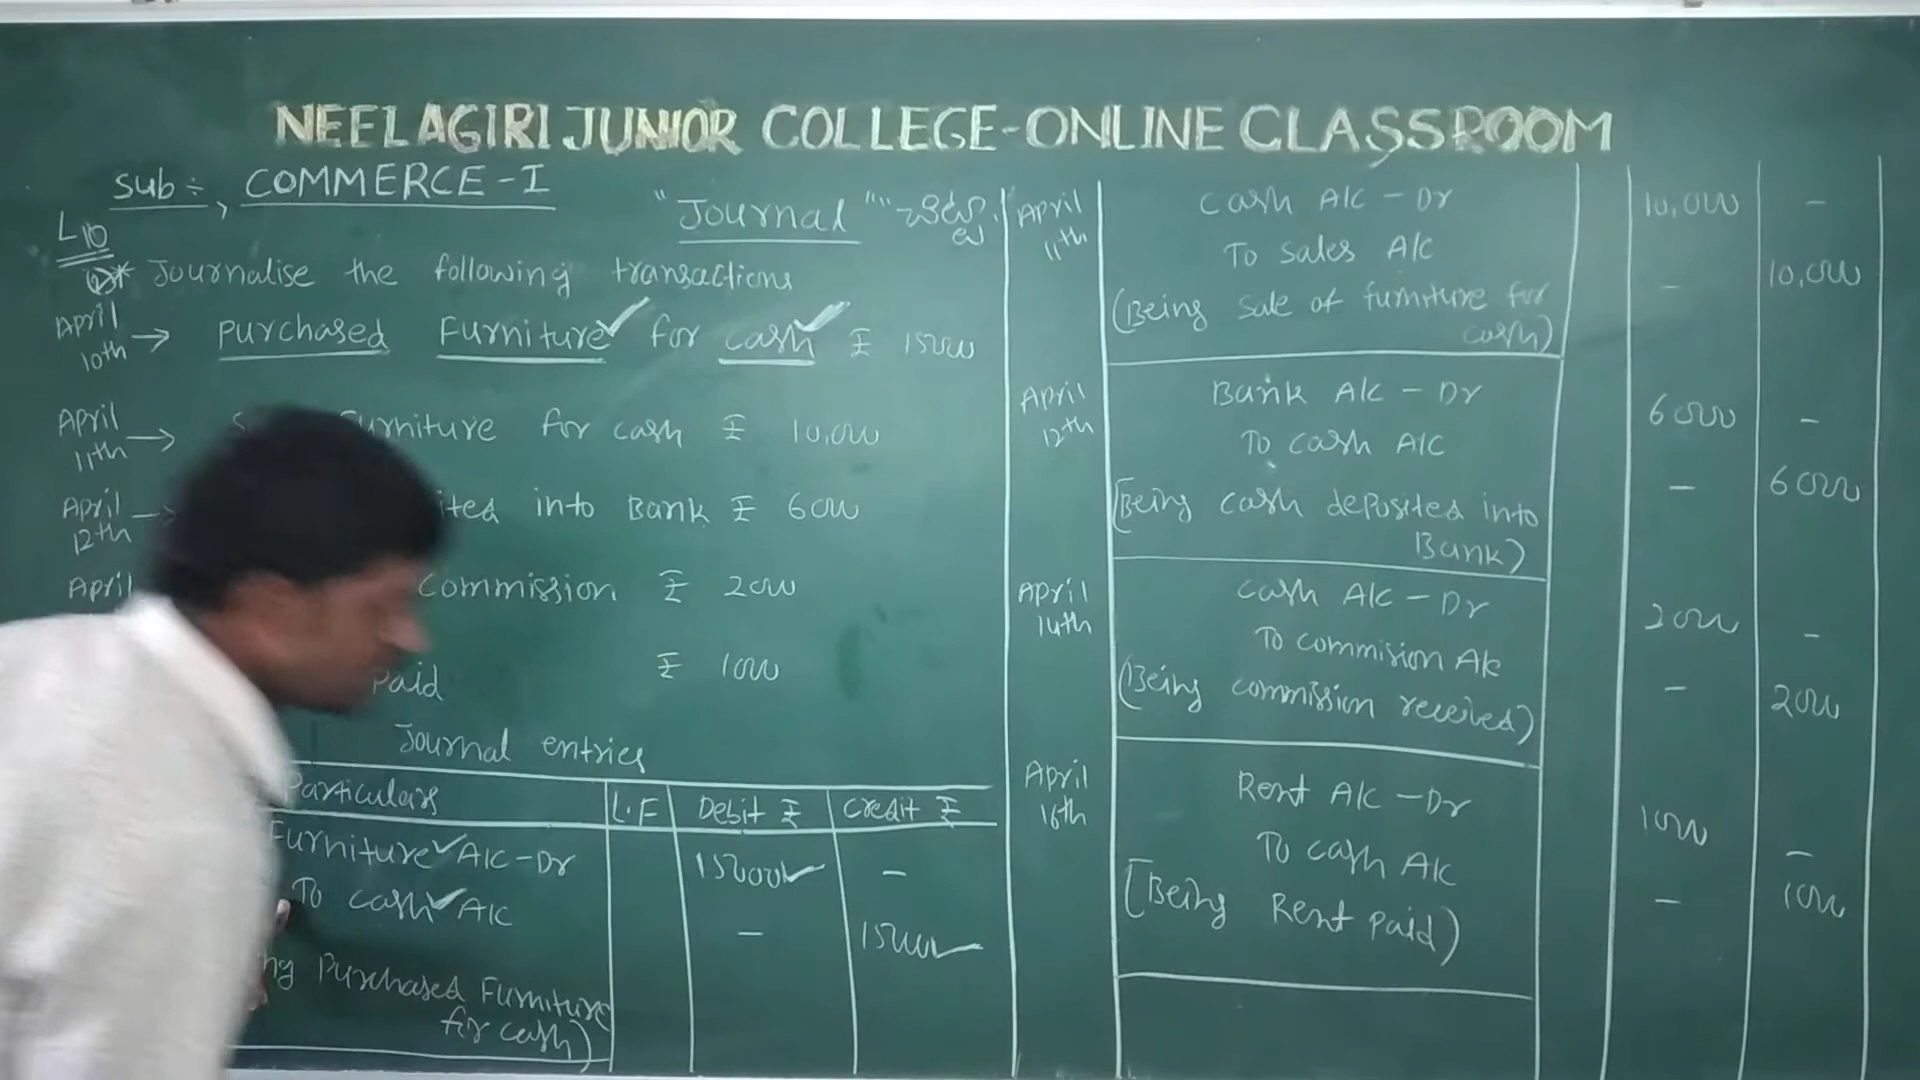 NEELAGIRI JUNIOR COLLEGE-ONLINE CLASSROOM
Sub:- COMMERCE-I
"Journal"
L10
Journalise the following transactions
April 10th → Purchased Furniture✓ for cash✓ ₹ 15000
April 11th → Furniture for cash ₹ 10,000
April 12th → into Bank ₹ 6000
April Commission ₹ 2000
Paid ₹ 1000
Journal entries
Particulars L.F Debit ₹ Credit ₹
Furniture✓ A/C-Dr 15000✓ -
To cash✓ A/C - 15000✓
Purchased Furniture
for cash)
April 11th Cash A/C - Dr 10,000 -
To sales A/C - 10,000
(Being Sale of furniture for
cash)
April 12th Bank A/C - Dr 6000 -
To cash A/C - 6000
[Being cash deposited into
Bank)
April 14th cash A/C - Dr 2000 -
To commision A/c - 2000
(Being commission received)
April 16th Rent A/C - Dr 1000 -
To cash A/C - 1000
[Being Rent Paid)